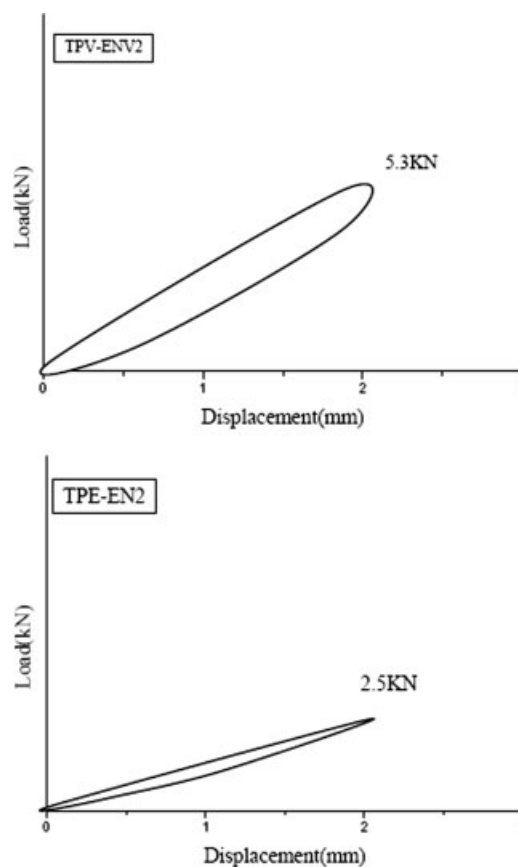 TPV-ENV2
5.3KN
Load(kN)
0 1 2
Displacement(mm)
TPE-EN2
2.5KN
Load(kN)
0 1 2
Displacement(mm)